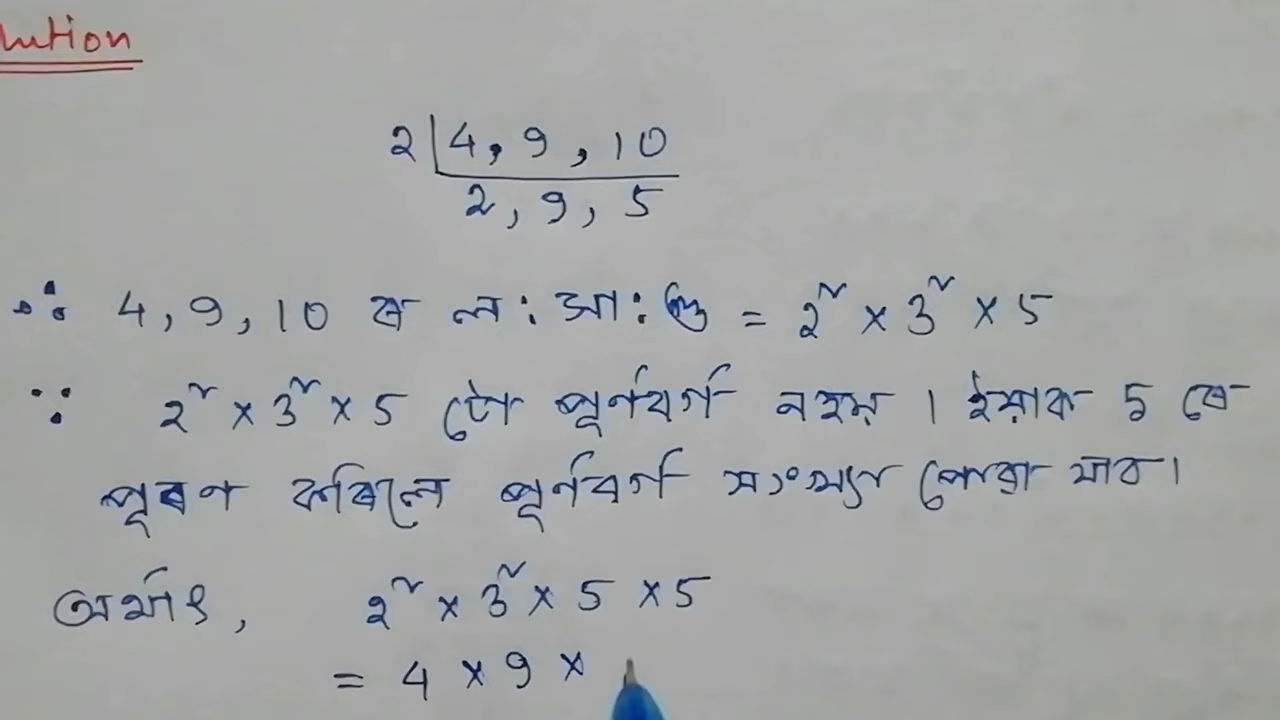 lution
2 | 4, 9, 10
2, 9, 5
∴ 4, 9, 10 ৰ ল: সা: গু = 2² × 3² × 5
∵ 2² × 3² × 5 টো পূৰ্ণবৰ্গ নহয় । ইয়াক 5 ৰে
পূৰণ কৰিলে পূৰ্ণবৰ্গ সংখ্যা পোৱা যাব।
অৰ্থাৎ, 2² × 3² × 5 × 5
= 4 × 9 ×